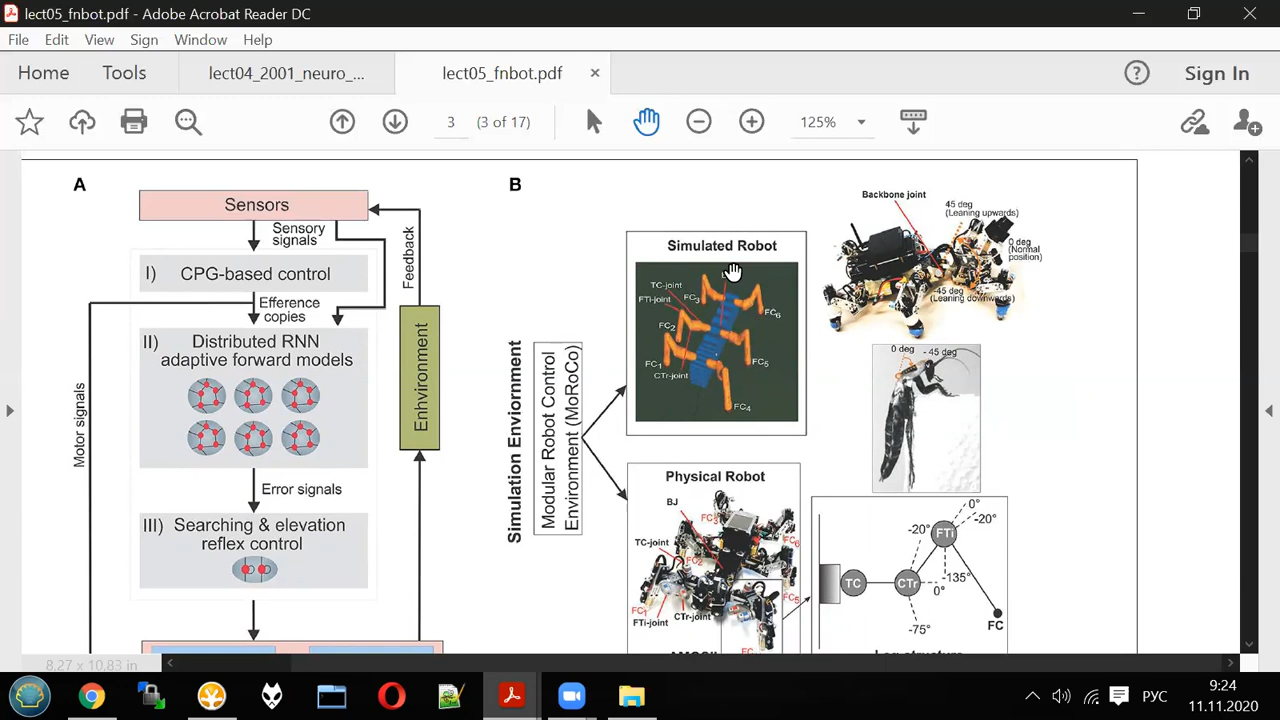 lect05_fnbot.pdf - Adobe Acrobat Reader DC
File Edit View Sign Window Help
Home Tools lect04_2001_neuro_... lect05_fnbot.pdf × Sign In
3 (3 of 17) 125%
A
Sensors
Sensory
signals
Feedback
I) CPG-based control
Efference
copies
II) Distributed RNN
adaptive forward models
Motor signals
Enhvironment
Error signals
III) Searching & elevation
reflex control
B
Simulation Enviornment
Modular Robot Control
Environment (MoRoCo)
Simulated Robot
TC-joint
FTi-joint
FC3
FC6
FC2
FC1
FC5
CTr-joint
FC4
Backbone joint
45 deg
(Leaning upwards)
0 deg
(Normal
position)
-45 deg
(Leaning downwards)
0 deg - 45 deg
Physical Robot
BJ
FC3
TC-joint
FC6
FC2
FC5
FC1
CTr-joint
FTi-joint
FC
TC
CTr
FTi
FC
0°
-20°
-20°
-135°
0°
-75°
Leg structure
8,27 x 10,83 in
РУС
9:24
11.11.2020